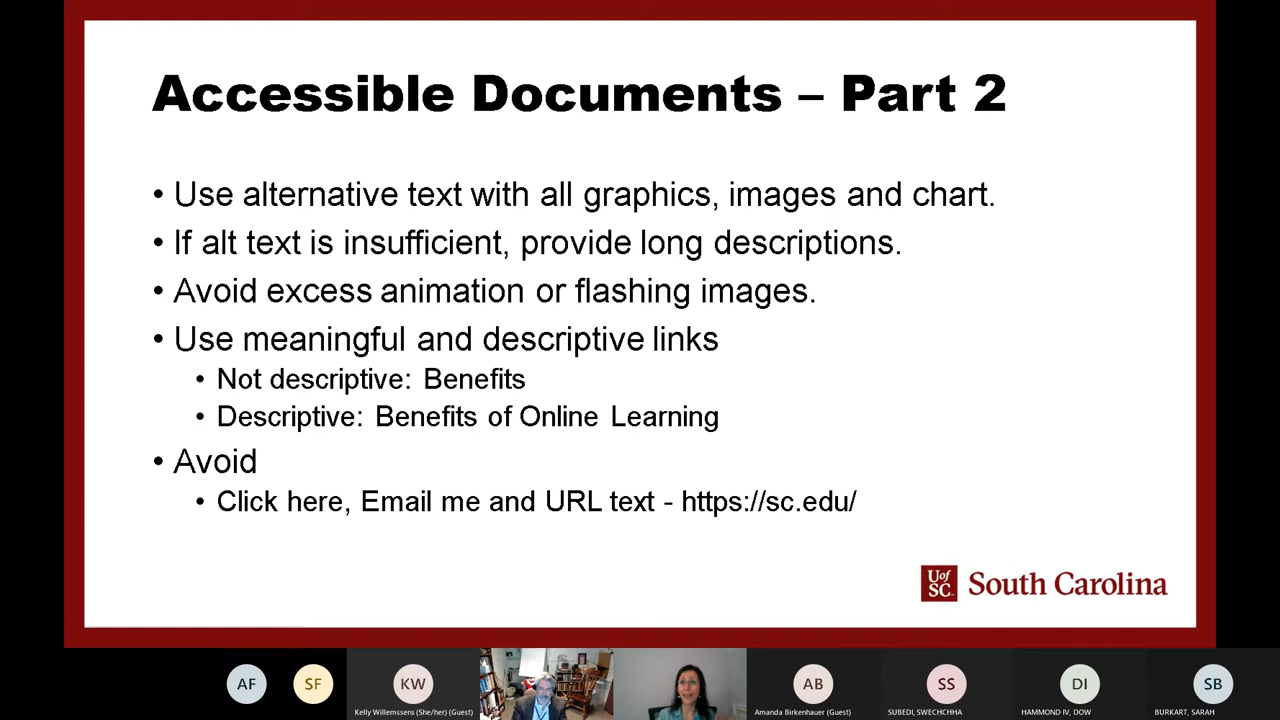 Accessible Documents – Part 2
• Use alternative text with all graphics, images and chart.
• If alt text is insufficient, provide long descriptions.
• Avoid excess animation or flashing images.
• Use meaningful and descriptive links
• Not descriptive: Benefits
• Descriptive: Benefits of Online Learning
• Avoid
• Click here, Email me and URL text - https://sc.edu/
UofSC South Carolina
AF
SF
KW
AB
SS
DI
SB
Kelly Willemssens (She/her) (Guest)
Amanda Birkenhauer (Guest)
SUBEDI, SWECHCHHA
HAMMOND IV, DOW
BURKART, SARAH